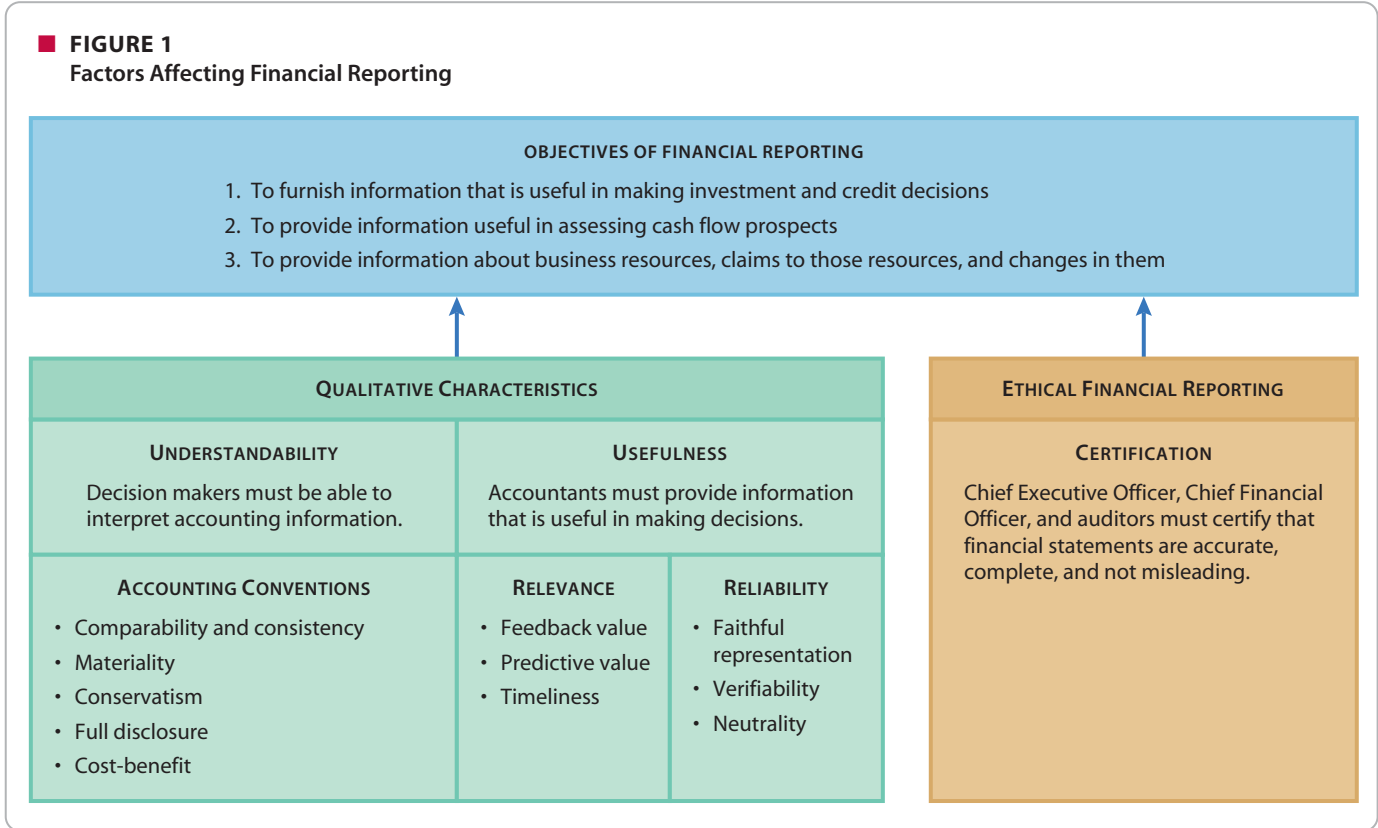 FIGURE 1
Factors Affecting Financial Reporting
OBJECTIVES OF FINANCIAL REPORTING
1. To furnish information that is useful in making investment and credit decisions
2. To provide information useful in assessing cash flow prospects
3. To provide information about business resources, claims to those resources, and changes in them
QUALITATIVE CHARACTERISTICS
UNDERSTANDABILITY
Decision makers must be able to
interpret accounting information.
USEFULNESS
Accountants must provide information
that is useful in making decisions.
ACCOUNTING CONVENTIONS
• Comparability and consistency
• Materiality
• Conservatism
• Full disclosure
• Cost-benefit
RELEVANCE
• Feedback value
• Predictive value
• Timeliness
RELIABILITY
• Faithful
representation
• Verifiability
• Neutrality
ETHICAL FINANCIAL REPORTING
CERTIFICATION
Chief Executive Officer, Chief Financial
Officer, and auditors must certify that
financial statements are accurate,
complete, and not misleading.